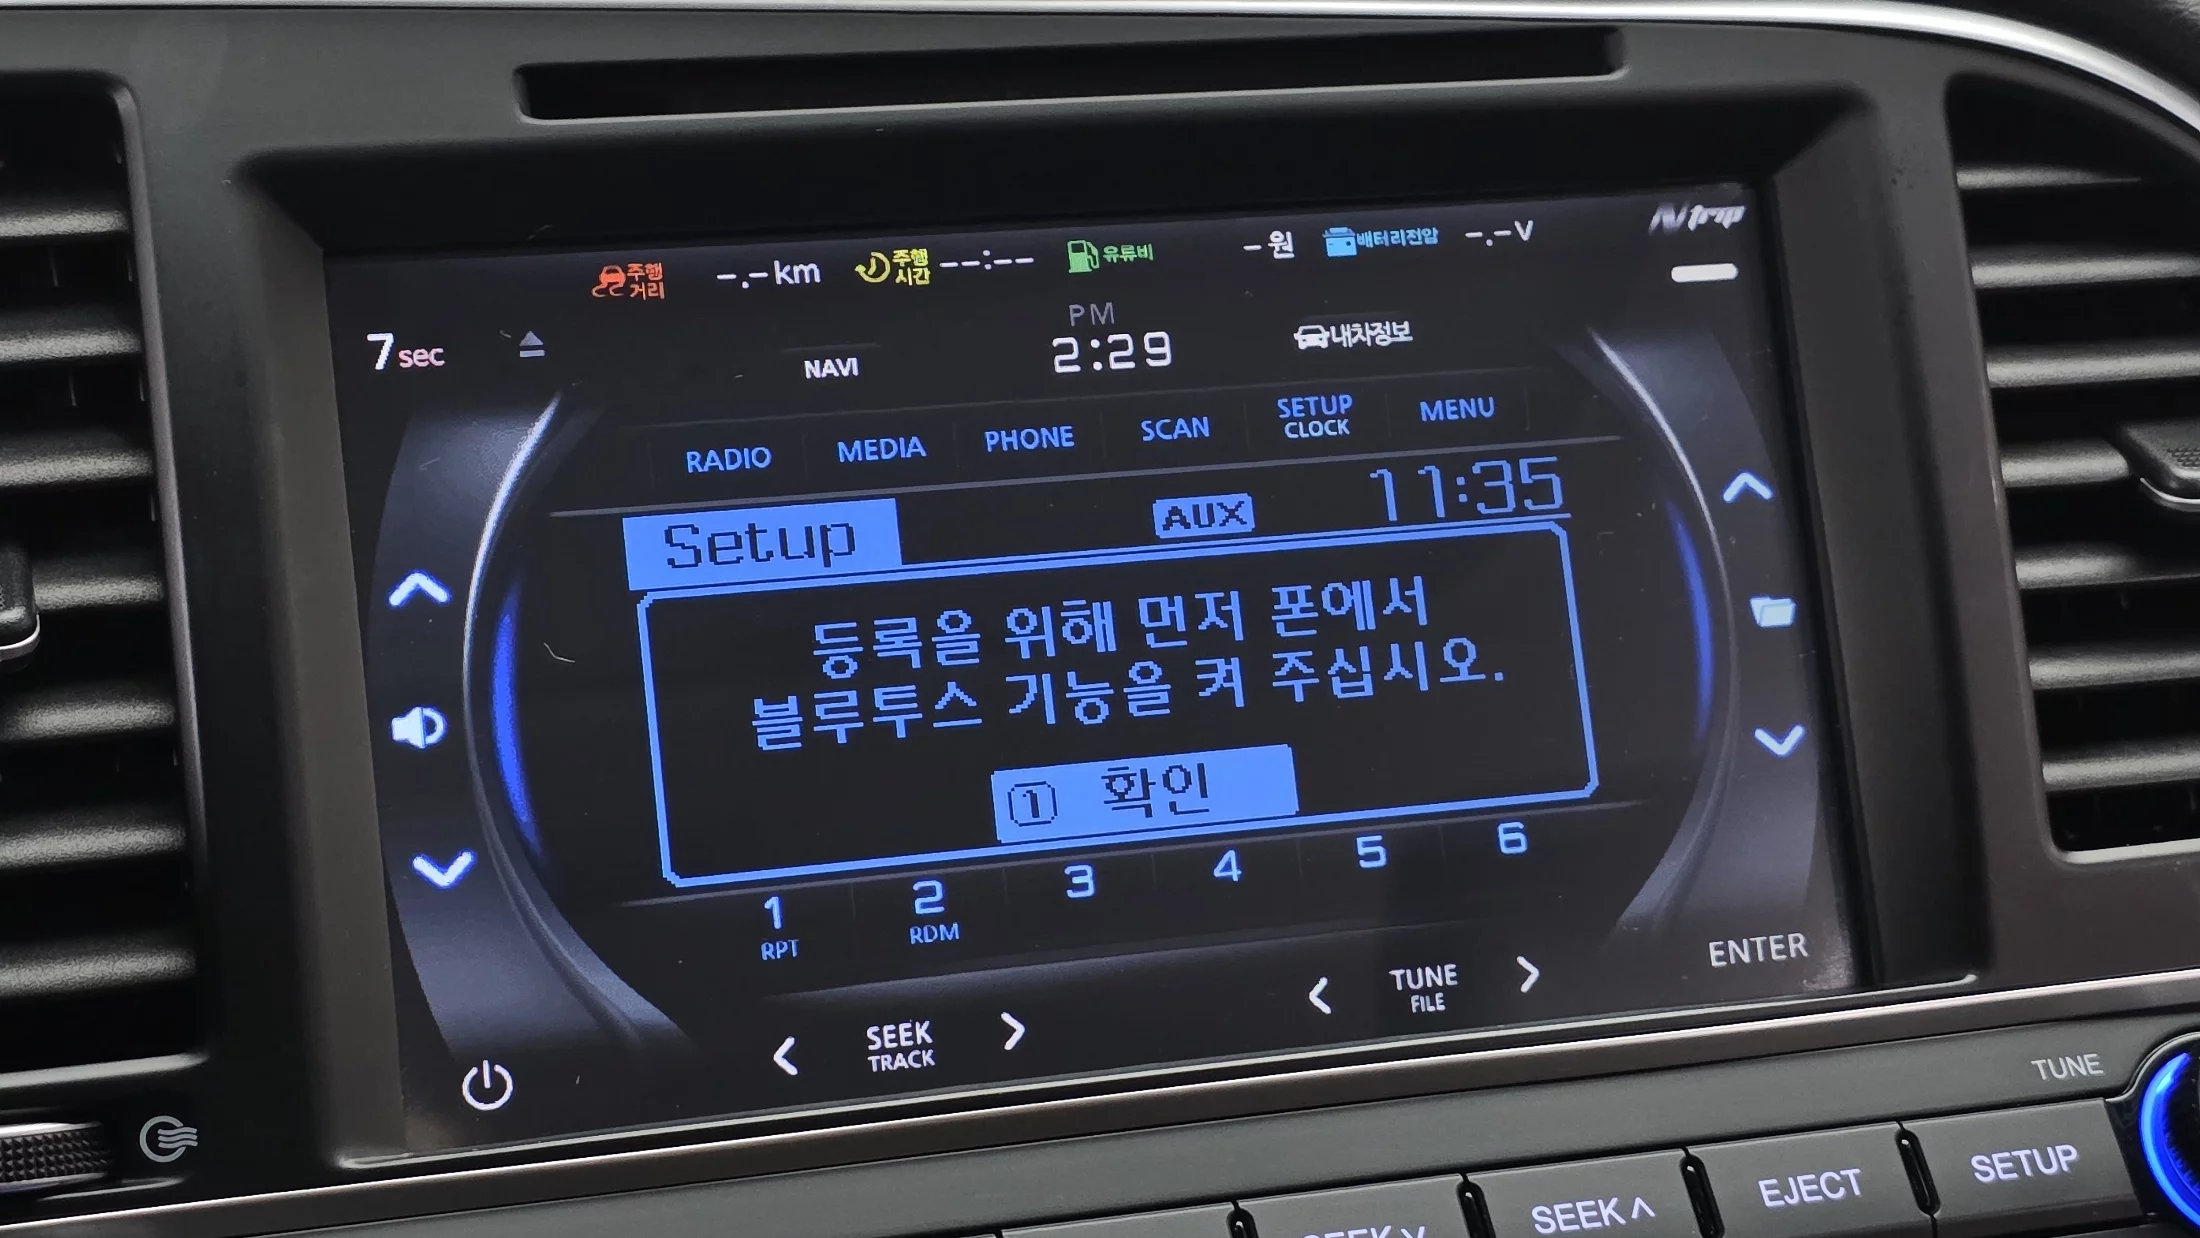 N trip
주행 거리 -.-km 주행 시간 --:-- 유류비 -원 배터리전압 -.-V
7 sec
NAVI
PM
2:29
내차정보
RADIO MEDIA PHONE SCAN SETUP CLOCK MENU
Setup AUX 11:35
등록을 위해 먼저 폰에서
블루투스 기능을 켜 주십시오.
① 확인
1 2 3 4 5 6
RPT RDM
ENTER
SEEK
TRACK
TUNE
FILE
TUNE
SEEK ∨ SEEK ∧ EJECT SETUP